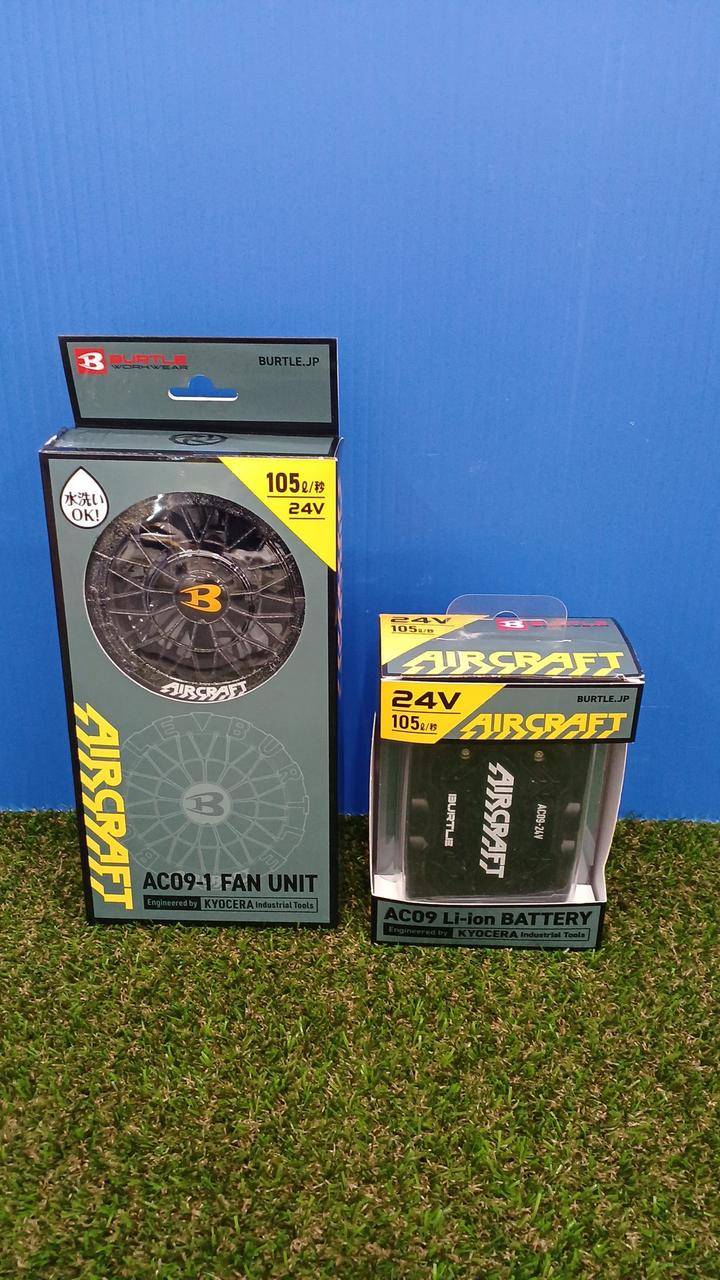 BURTLE
WORKWEAR
BURTLE.JP
水洗い
OK!
105ℓ/秒
24V
B
AIRCRAFT
AIRCRAFT
B
AC09-1 FAN UNIT
Engineered by KYOCERA Industrial Tools
24V
105ℓ/秒
BURTLE
AIRCRAFT
24V
105ℓ/秒
BURTLE.JP
AIRCRAFT
AIRCRAFT
BURTLE
AC09-24V
AC09 Li-ion BATTERY
Engineered by KYOCERA Industrial Tools